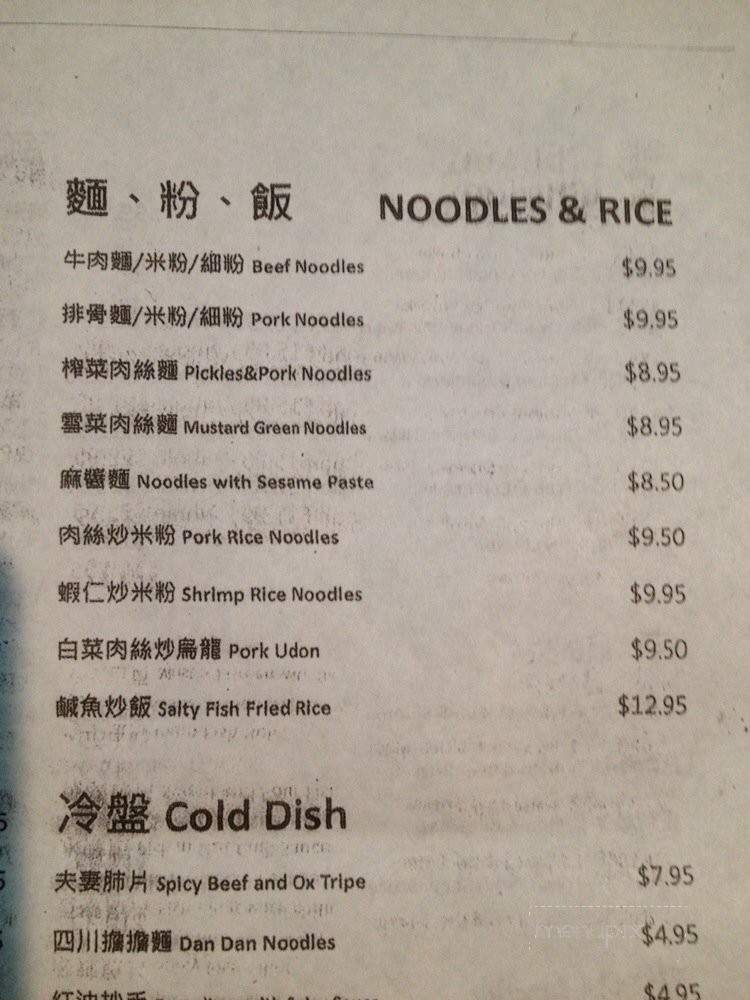 麵、粉、飯 NOODLES & RICE
牛肉麵/米粉/細粉 Beef Noodles $9.95
排骨麵/米粉/細粉 Pork Noodles $9.95
榨菜肉絲麵 Pickles&Pork Noodles $8.95
雪菜肉絲麵 Mustard Green Noodles $8.95
麻醬麵 Noodles with Sesame Paste $8.50
肉絲炒米粉 Pork Rice Noodles $9.50
蝦仁炒米粉 Shrimp Rice Noodles $9.95
白菜肉絲炒烏龍 Pork Udon $9.50
鹹魚炒飯 Salty Fish Fried Rice $12.95
冷盤 Cold Dish
夫妻肺片 Spicy Beef and Ox Tripe $7.95
四川擔擔麵 Dan Dan Noodles $4.95
紅油抄手 $4.95
menupix